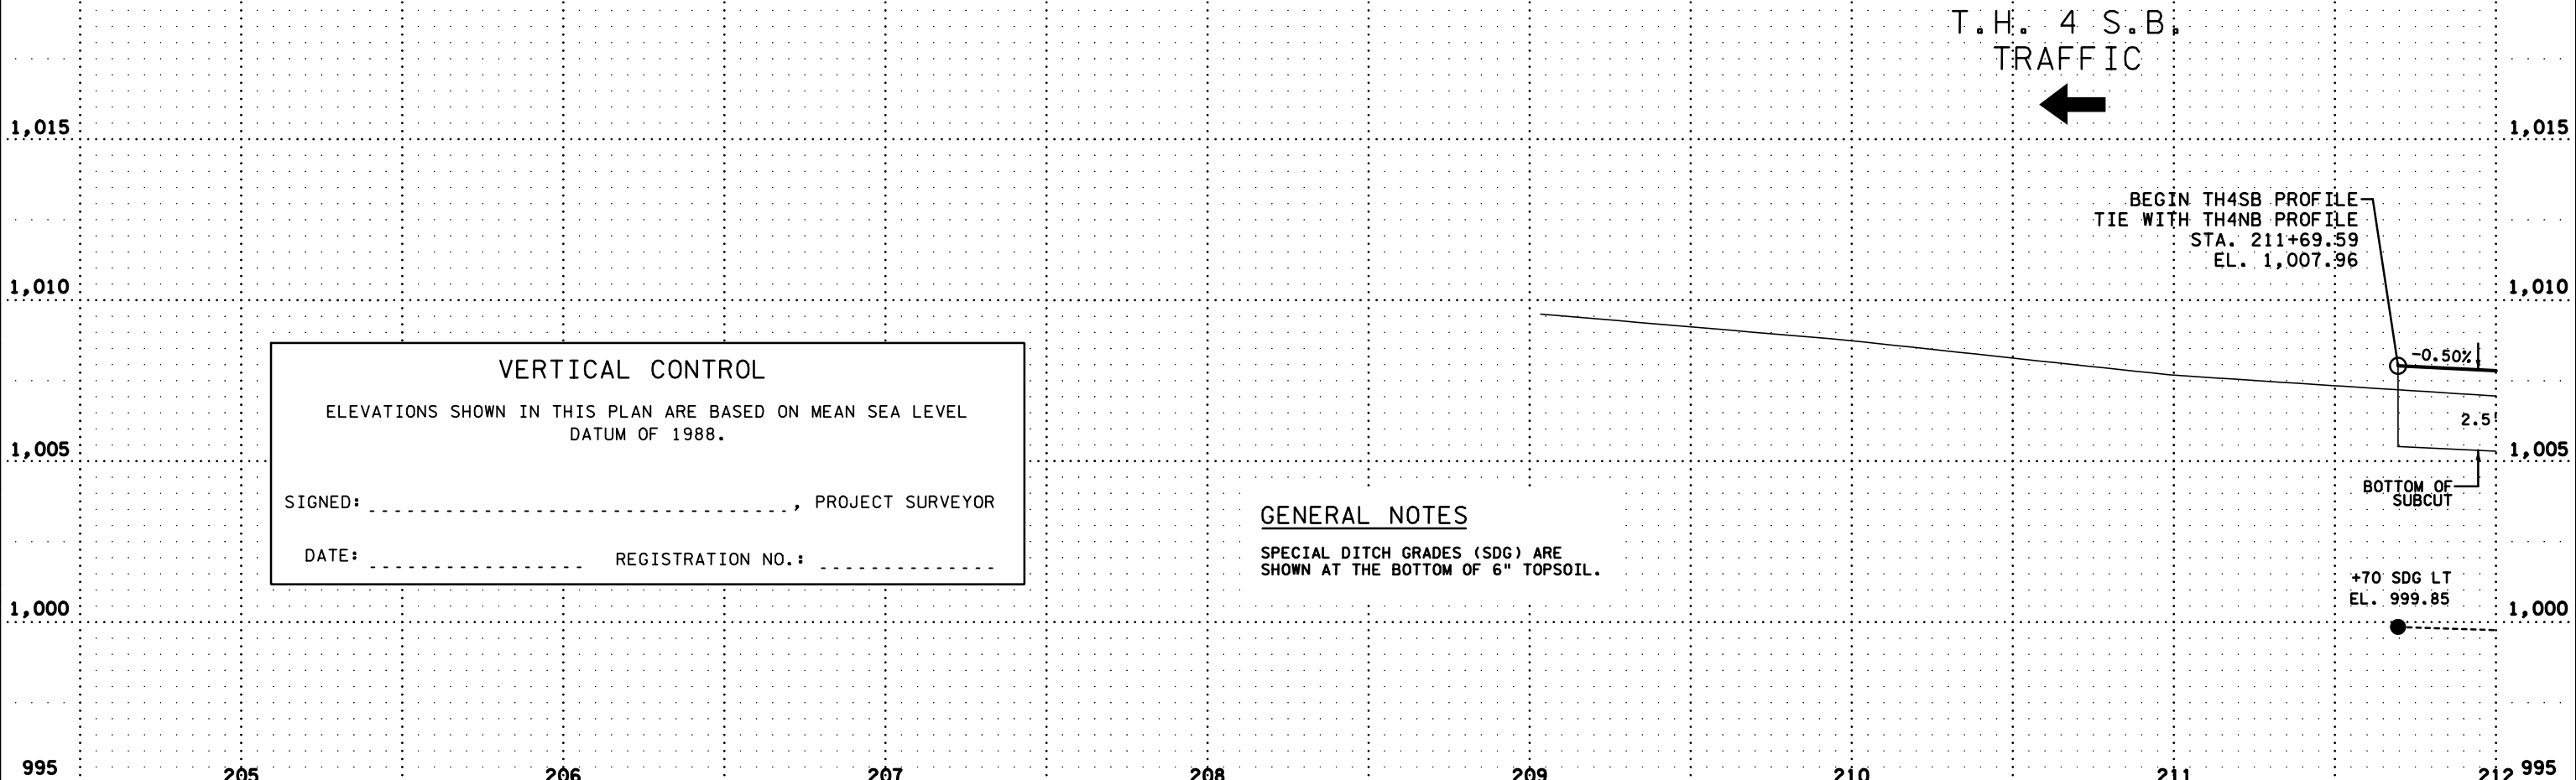 T.H. 4 S.B.
TRAFFIC
1,015
1,015
BEGIN TH4SB PROFILE
TIE WITH TH4NB PROFILE
STA. 211+69.59
EL. 1,007.96
1,010
1,010
-0.50%
2.5'
1,005
1,005
BOTTOM OF
SUBCUT
VERTICAL CONTROL
ELEVATIONS SHOWN IN THIS PLAN ARE BASED ON MEAN SEA LEVEL
DATUM OF 1988.
SIGNED: , PROJECT SURVEYOR
DATE: REGISTRATION NO.:
GENERAL NOTES
SPECIAL DITCH GRADES (SDG) ARE
SHOWN AT THE BOTTOM OF 6" TOPSOIL.
+70 SDG LT
EL. 999.85
1,000
1,000
995
205 206 207 208 209 210 211 212
995